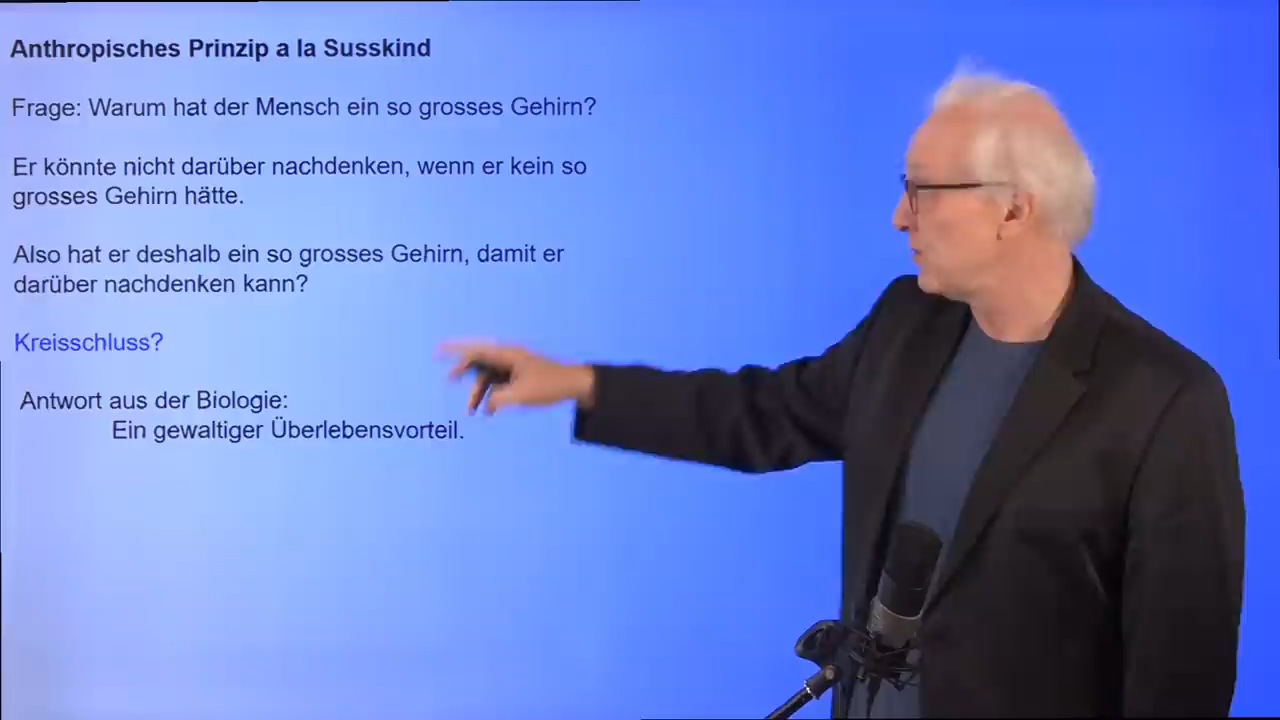 Anthropisches Prinzip a la Susskind
Frage: Warum hat der Mensch ein so grosses Gehirn?
Er könnte nicht darüber nachdenken, wenn er kein so
grosses Gehirn hätte.
Also hat er deshalb ein so grosses Gehirn, damit er
darüber nachdenken kann?
Kreisschluss?
Antwort aus der Biologie:
Ein gewaltiger Überlebensvorteil.